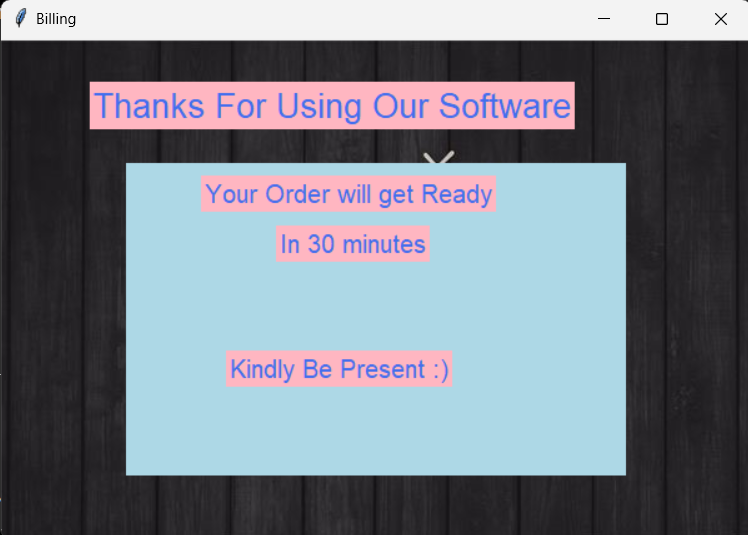 Billing
Thanks For Using Our Software
Your Order will get Ready
In 30 minutes
Kindly Be Present :)